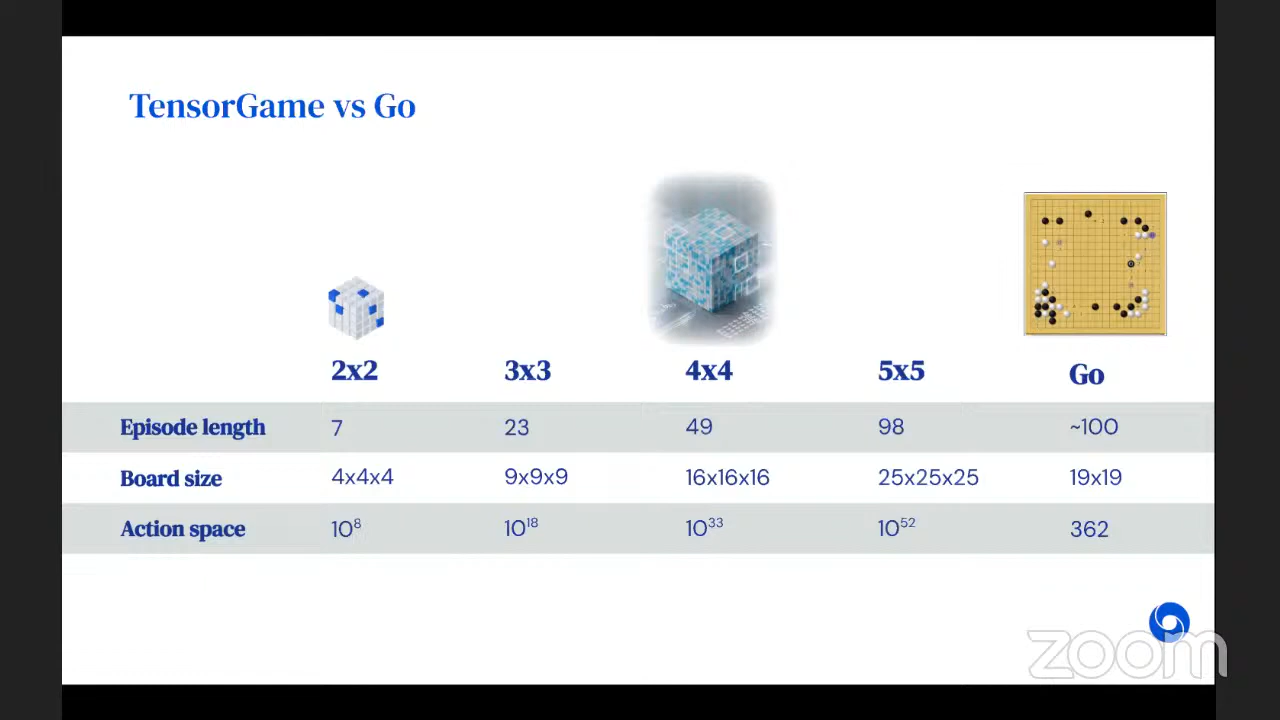 TensorGame vs Go
2x2 3x3 4x4 5x5 Go
Episode length 7 23 49 98 ~100
Board size 4x4x4 9x9x9 16x16x16 25x25x25 19x19
Action space 10⁸ 10¹⁸ 10³³ 10⁵² 362
zoom